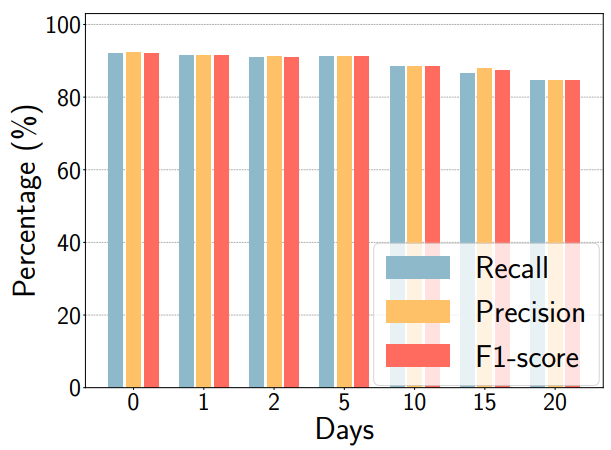 Percentage (%)
100
80
60
40
20
0
Recall
Precision
F1-score
0 1 2 5 10 15 20
Days